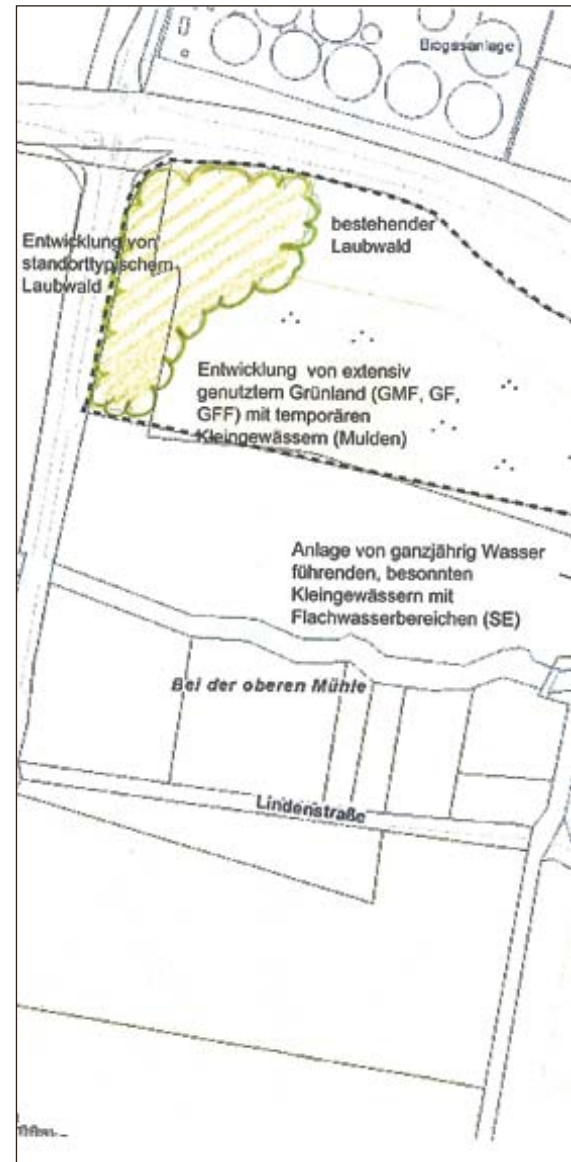 Biogasanlage
bestehender
Laubwald
Entwicklung von
standorttypischem
Laubwald
Entwicklung von extensiv
genutztem Grünland (GMF, GF,
GFF) mit temporären
Kleingewässern (Mulden)
Anlage von ganzjährig Wasser
führenden, besonnten
Kleingewässern mit
Flachwasserbereichen (SE)
Bei der oberen Mühle
Lindenstraße